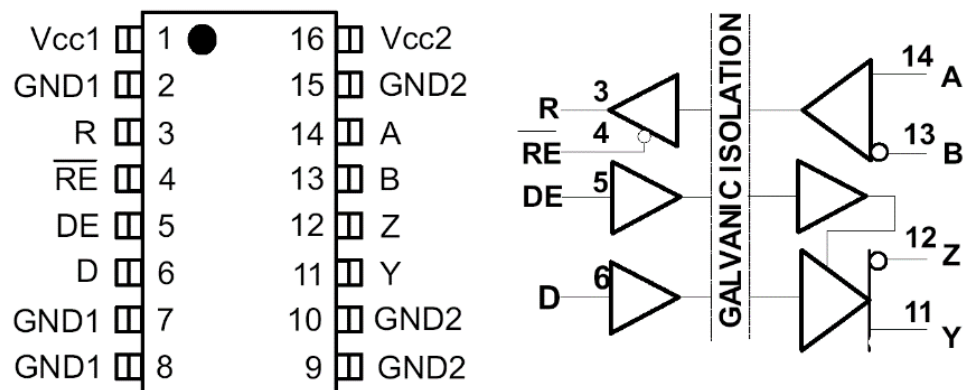 Vcc1 1 16 Vcc2
GND1 2 15 GND2
R 3 14 A
RE 4 13 B
DE 5 12 Z
D 6 11 Y
GND1 7 10 GND2
GND1 8 9 GND2
GALVANIC ISOLATION
R 3
4
RE
DE 5
D 6
14
A
13
B
12
Z
11
Y